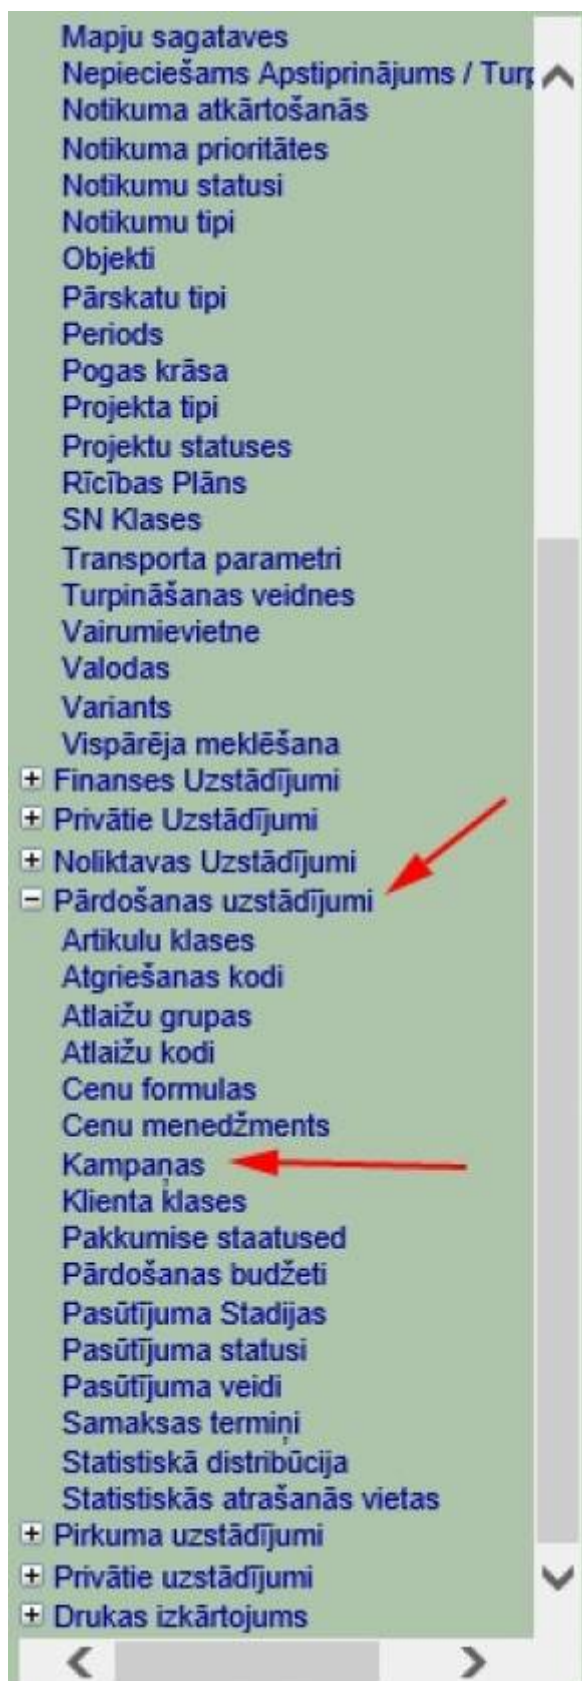 Mapju sagataves
Nepieciešams Apstiprinājums / Turp
Notikuma atkārtošanās
Notikuma prioritātes
Notikumu statusi
Notikumu tipi
Objekti
Pārskatu tipi
Periods
Pogas krāsa
Projekta tipi
Projektu statuses
Rīcības Plāns
SN Klases
Transporta parametri
Turpināšanas veidnes
Vairumievietne
Valodas
Variants
Vispārēja meklēšana
Finanses Uzstādījumi
Privātie Uzstādījumi
Noliktavas Uzstādījumi
Pārdošanas uzstādījumi
Artikulu klases
Atgriešanas kodi
Atlaižu grupas
Atlaižu kodi
Cenu formulas
Cenu menedžments
Kampaņas
Klienta klases
Pakkumise staatused
Pārdošanas budžeti
Pasūtījuma Stadijas
Pasūtījuma statusi
Pasūtījuma veidi
Samaksas termiņi
Statistiskā distribūcija
Statistiskās atrašanās vietas
Pirkuma uzstādījumi
Privātie uzstādījumi
Drukas izkārtojums